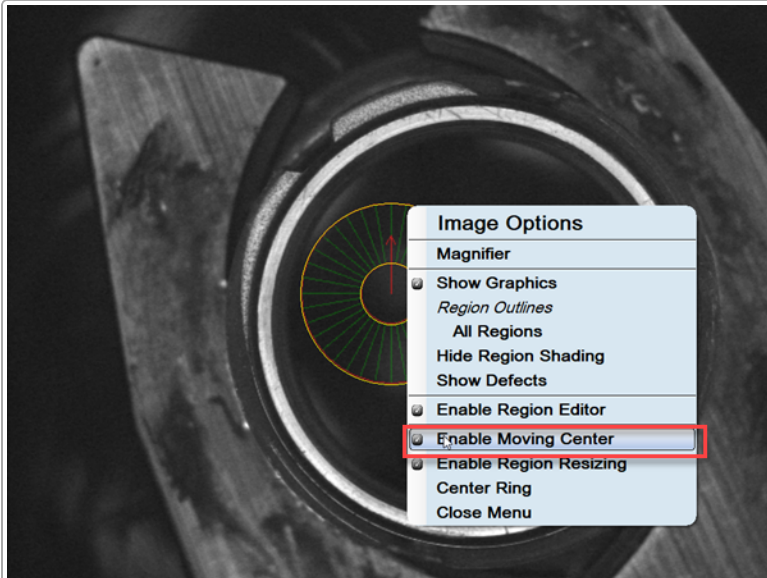 Image Options
Magnifier
Show Graphics
Region Outlines
All Regions
Hide Region Shading
Show Defects
Enable Region Editor
Enable Moving Center
Enable Region Resizing
Center Ring
Close Menu